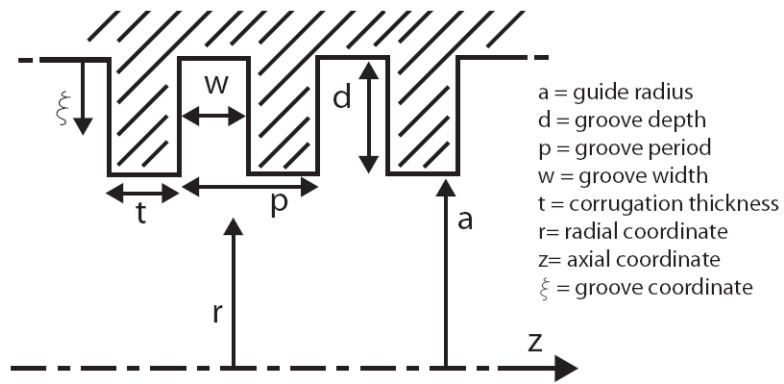 ξ
w
d
t
p
a
r
z
a = guide radius
d = groove depth
p = groove period
w = groove width
t = corrugation thickness
r= radial coordinate
z= axial coordinate
ξ = groove coordinate